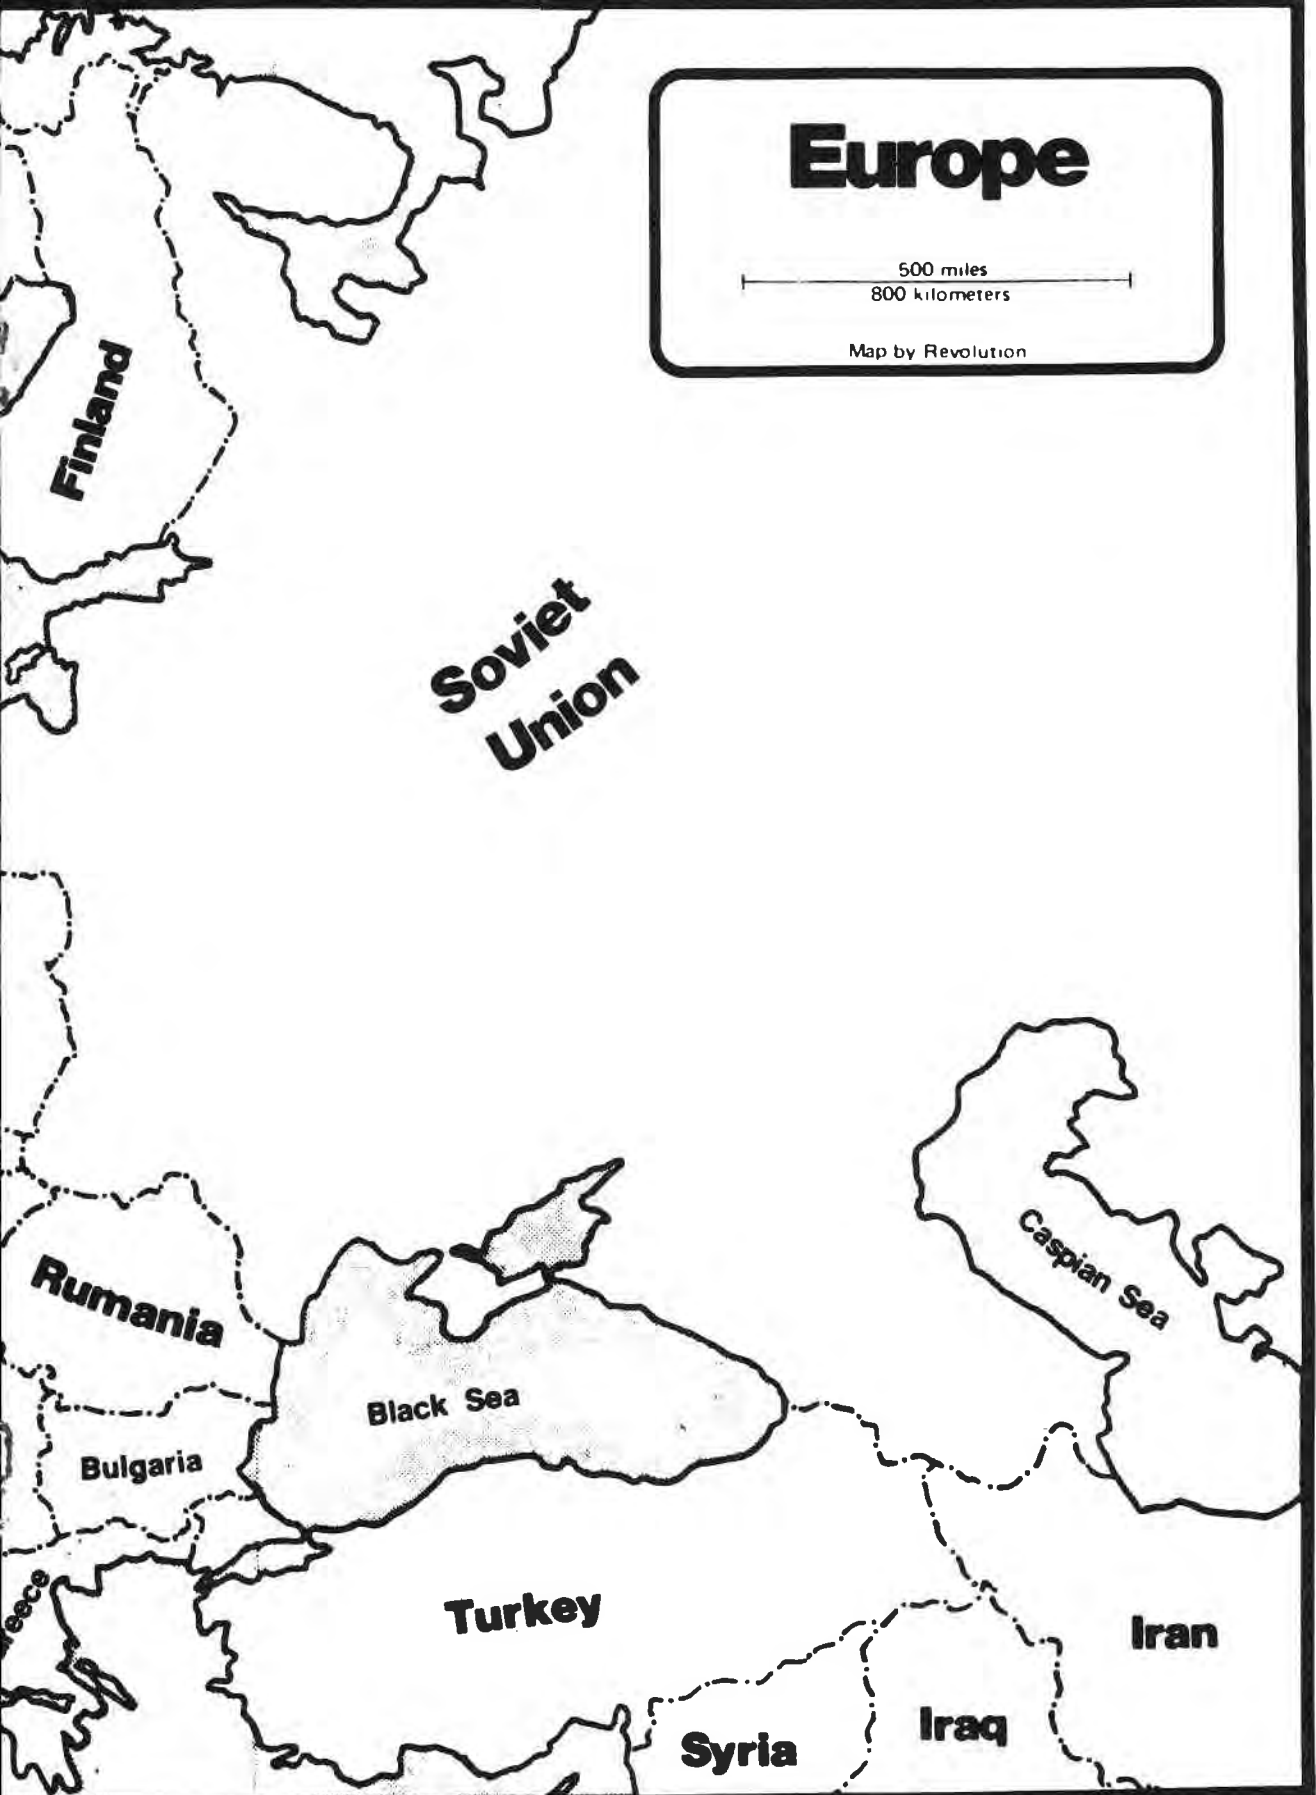 Europe
500 miles
800 kilometers
Map by Revolution
Finland
Soviet
Union
Caspian Sea
Rumania
Black Sea
Bulgaria
reece
Turkey
Iran
Iraq
Syria